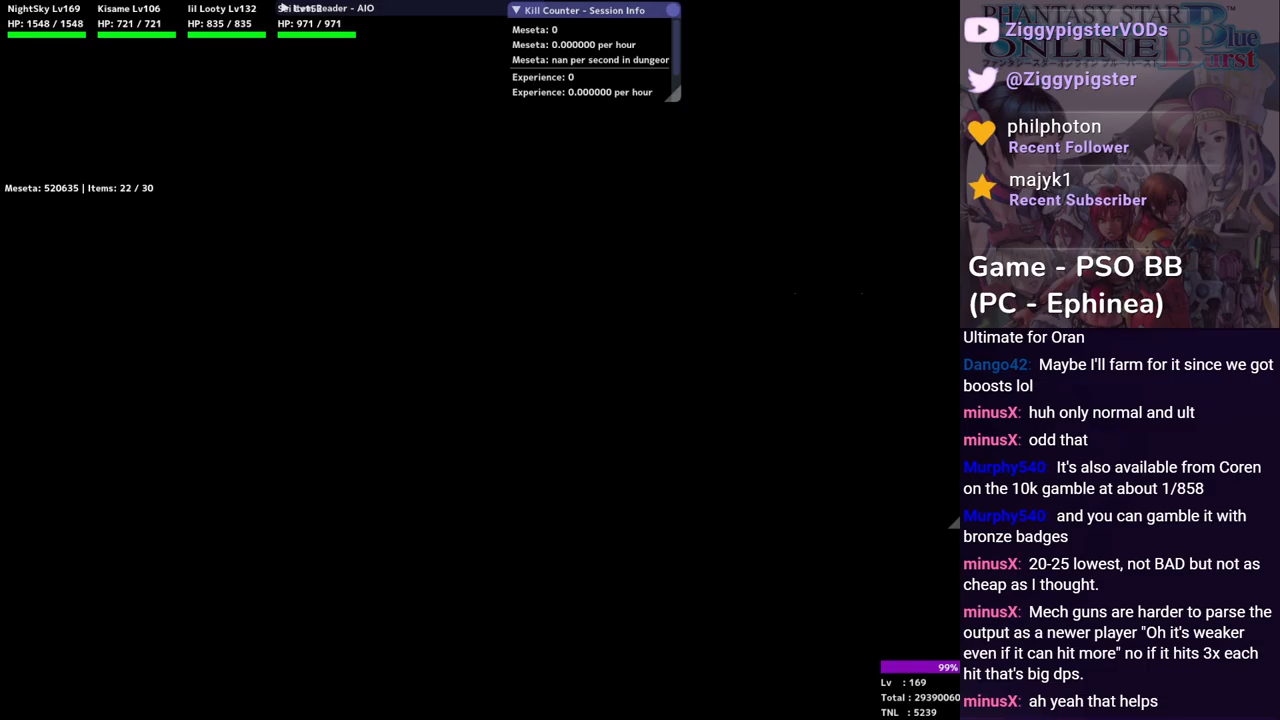 NightSky Lv169
HP: 1548 / 1548
Kisame Lv106
HP: 721 / 721
lil Looty Lv132
HP: 835 / 835
HP: 971 / 971
Reader - AIO
Kill Counter - Session Info
Meseta: 0
Meseta: 0.000000 per hour
Meseta: nan per second in dungeon
Experience: 0
Experience: 0.000000 per hour
Meseta: 520635 | Items: 22 / 30
99%
Lv : 169
Total : 29390060
TNL : 5239
PHANTASY STAR
ONLINE Blue Burst
ZiggypigsterVODs
@Ziggypigster
philphoton
Recent Follower
majyk1
Recent Subscriber
Game - PSO BB
(PC - Ephinea)
Ultimate for Oran
Dango42: Maybe I'll farm for it since we got
boosts lol
minusX: huh only normal and ult
minusX: odd that
Murphy540: It's also available from Coren
on the 10k gamble at about 1/858
Murphy540: and you can gamble it with
bronze badges
minusX: 20-25 lowest, not BAD but not as
cheap as I thought.
minusX: Mech guns are harder to parse the
output as a newer player "Oh it's weaker
even if it can hit more" no if it hits 3x each
hit that's big dps.
minusX: ah yeah that helps